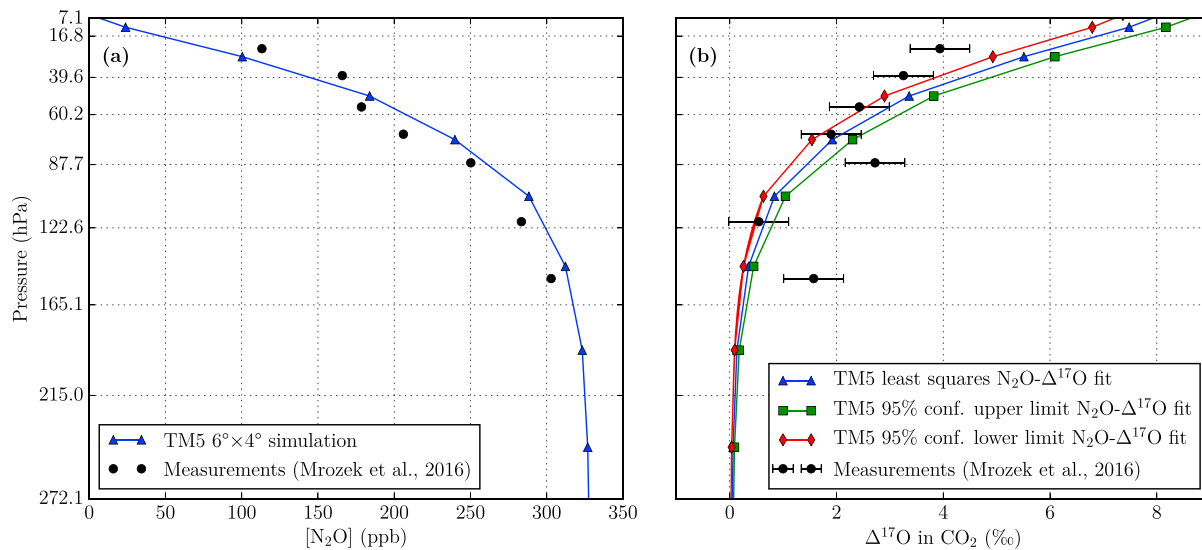 7.1
16.8
39.6
60.2
87.7
122.6
165.1
215.0
272.1
Pressure (hPa)
(a)
TM5 6°×4° simulation
Measurements (Mrozek et al., 2016)
0 50 100 150 200 250 300 350
[N₂O] (ppb)
(b)
TM5 least squares N₂O-Δ¹⁷O fit
TM5 95% conf. upper limit N₂O-Δ¹⁷O fit
TM5 95% conf. lower limit N₂O-Δ¹⁷O fit
Measurements (Mrozek et al., 2016)
0 2 4 6 8
Δ¹⁷O in CO₂ (‰)